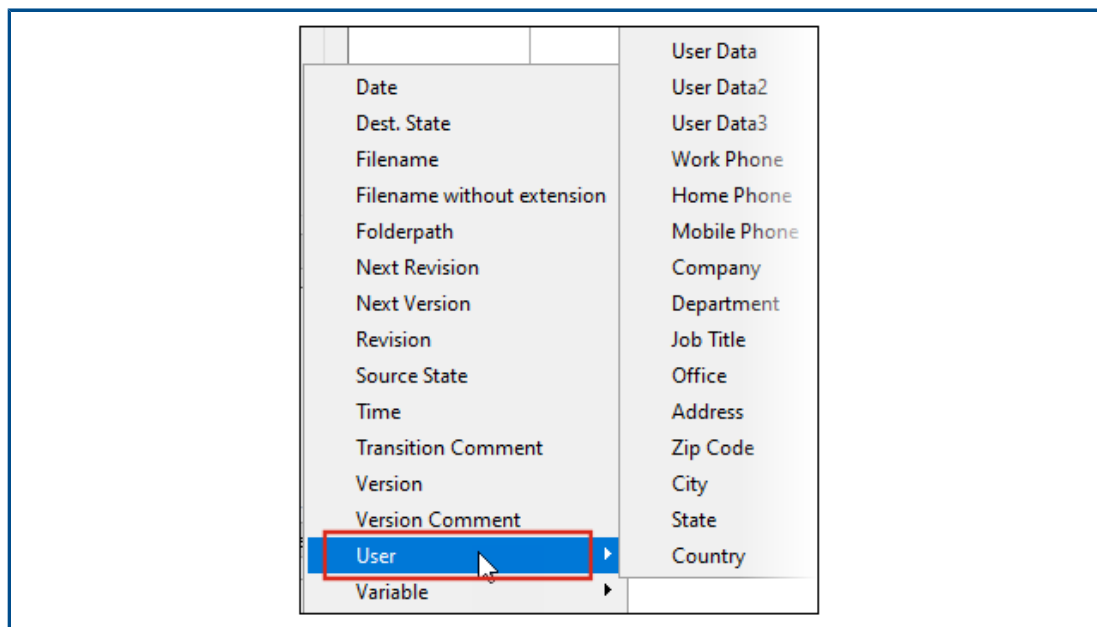 Date
Dest. State
Filename
Filename without extension
Folderpath
Next Revision
Next Version
Revision
Source State
Time
Transition Comment
Version
Version Comment
User
Variable
User Data
User Data2
User Data3
Work Phone
Home Phone
Mobile Phone
Company
Department
Job Title
Office
Address
Zip Code
City
State
Country